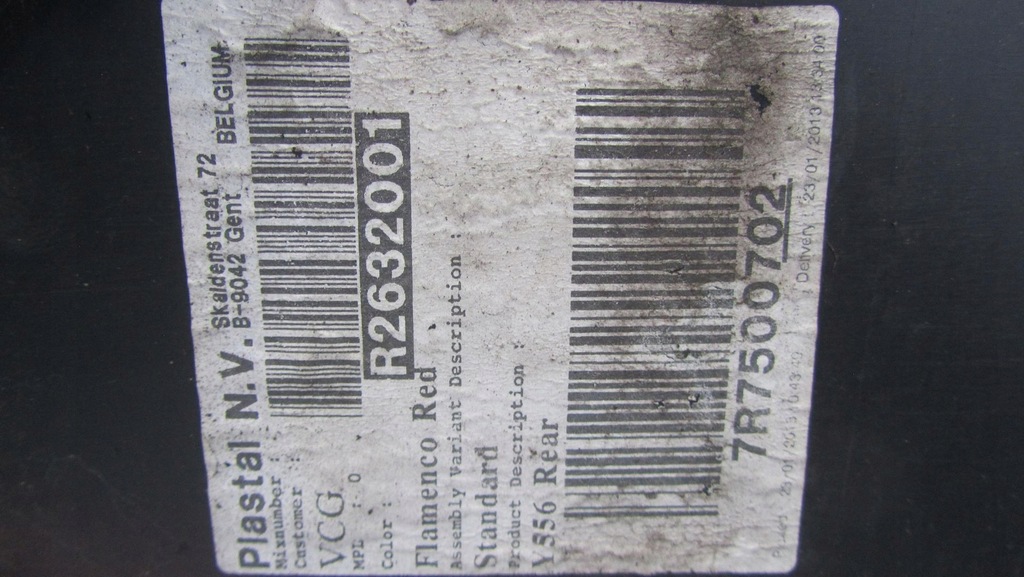 Plastal N.V.
Skaldenstraat 72
B-9042 Gent BELGIUM
Mixnumber :
Customer :
VCG
MPL : 0
R2632001
Color :
Flamenco Red
Assembly Variant Description :
Standard
Product Description :
Y556 Rear
7R7500702
Delivery : 23/01/2013